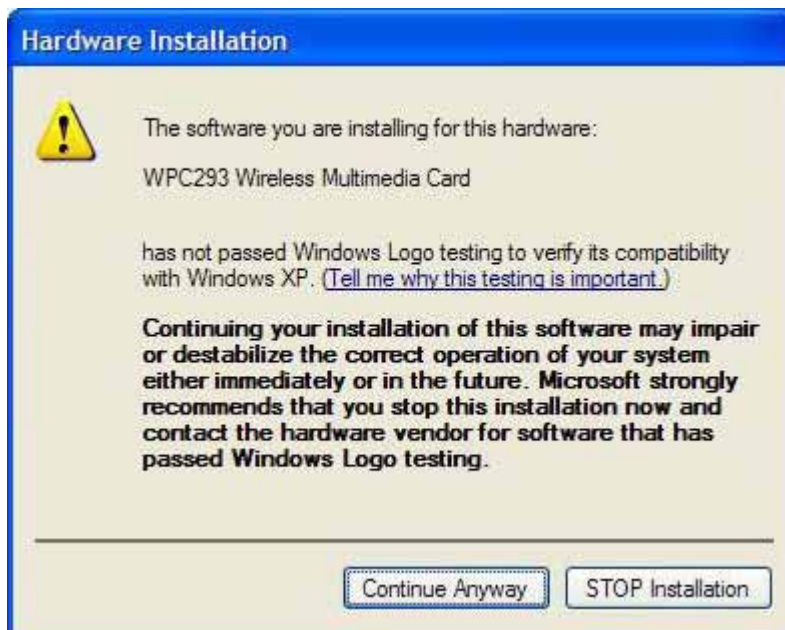 Hardware Installation
The software you are installing for this hardware:
WPC293 Wireless Multimedia Card
has not passed Windows Logo testing to verify its compatibility
with Windows XP. (Tell me why this testing is important.)
Continuing your installation of this software may impair
or destabilize the correct operation of your system
either immediately or in the future. Microsoft strongly
recommends that you stop this installation now and
contact the hardware vendor for software that has
passed Windows Logo testing.
Continue Anyway STOP Installation